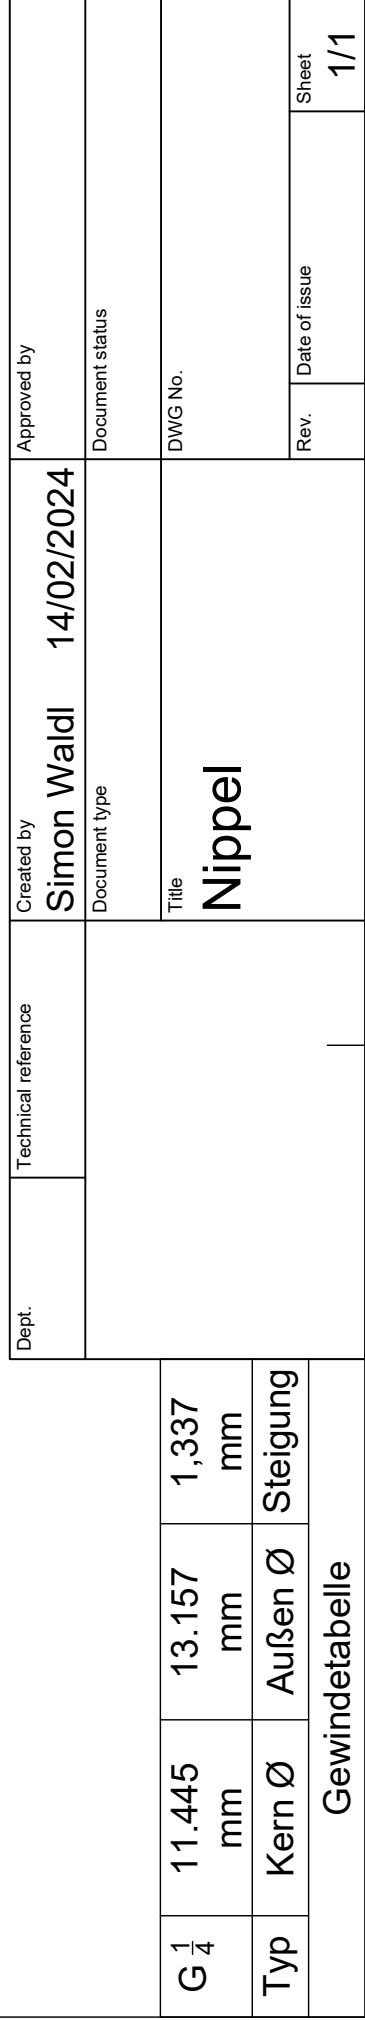 Dept.
Technical reference
Created by
Simon Waldl 14/02/2024
Approved by
Document type
Document status
Title
Nippel
DWG No.
Rev.
Date of issue
Sheet
1/1
G 1/4 11.445 mm 13.157 mm 1,337 mm
Typ Kern Ø Außen Ø Steigung
Gewindetabelle